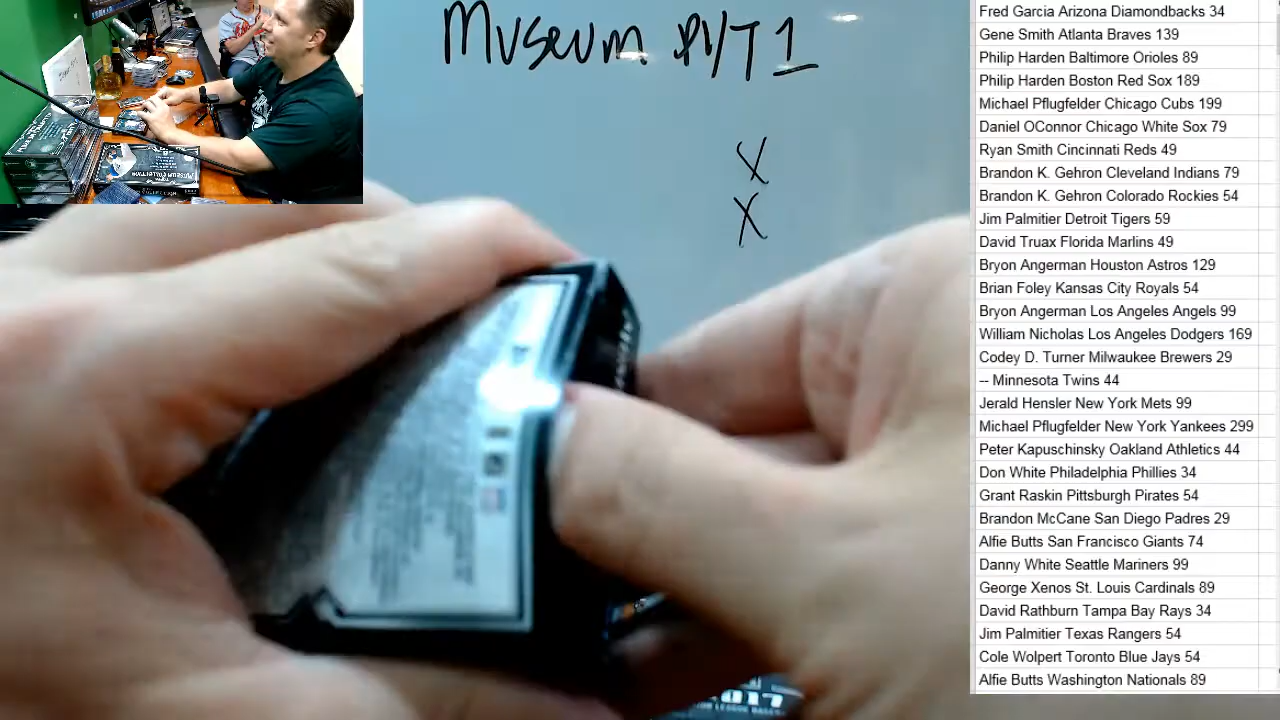 Museum PI/T 1
X
X
Fred Garcia Arizona Diamondbacks 34
Gene Smith Atlanta Braves 139
Philip Harden Baltimore Orioles 89
Philip Harden Boston Red Sox 189
Michael Pflugfelder Chicago Cubs 199
Daniel OConnor Chicago White Sox 79
Ryan Smith Cincinnati Reds 49
Brandon K. Gehron Cleveland Indians 79
Brandon K. Gehron Colorado Rockies 54
Jim Palmitier Detroit Tigers 59
David Truax Florida Marlins 49
Bryon Angerman Houston Astros 129
Brian Foley Kansas City Royals 54
Bryon Angerman Los Angeles Angels 99
William Nicholas Los Angeles Dodgers 169
Codey D. Turner Milwaukee Brewers 29
-- Minnesota Twins 44
Jerald Hensler New York Mets 99
Michael Pflugfelder New York Yankees 299
Peter Kapuschinsky Oakland Athletics 44
Don White Philadelphia Phillies 34
Grant Raskin Pittsburgh Pirates 54
Brandon McCane San Diego Padres 29
Alfie Butts San Francisco Giants 74
Danny White Seattle Mariners 99
George Xenos St. Louis Cardinals 89
David Rathburn Tampa Bay Rays 34
Jim Palmitier Texas Rangers 54
Cole Wolpert Toronto Blue Jays 54
Alfie Butts Washington Nationals 89